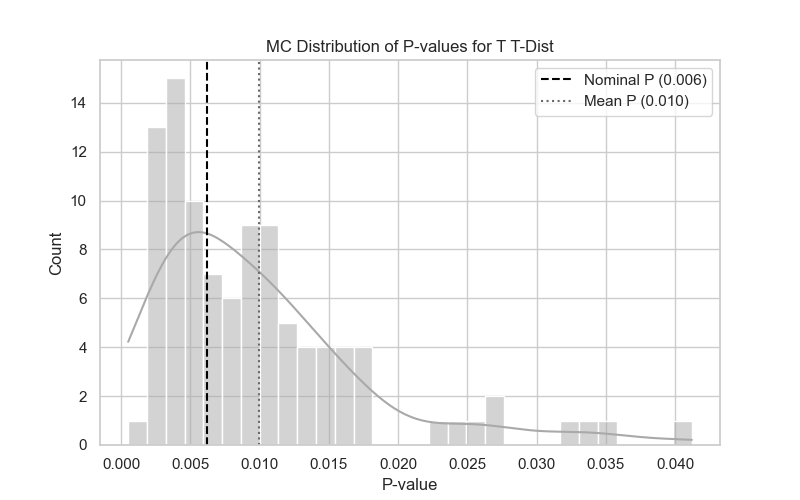 MC Distribution of P-values for T T-Dist
Nominal P (0.006)
Mean P (0.010)
14
12
10
8
6
4
2
0
Count
0.000 0.005 0.010 0.015 0.020 0.025 0.030 0.035 0.040
P-value